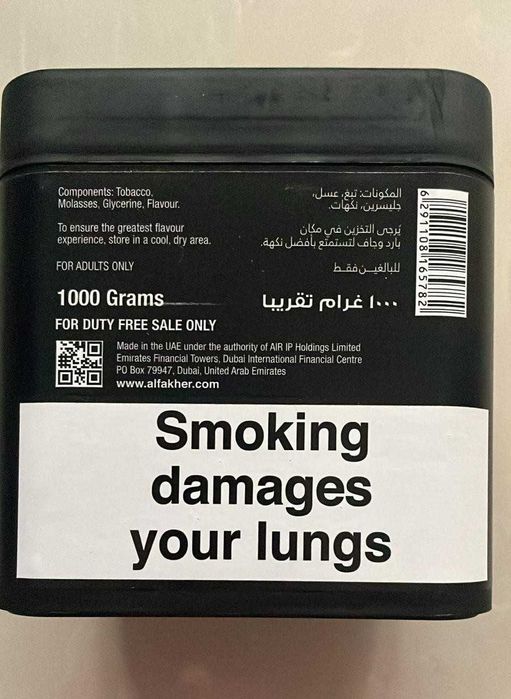 Components: Tobacco,
Molasses, Glycerine, Flavour.
To ensure the greatest flavour
experience, store in a cool, dry area.
FOR ADULTS ONLY
1000 Grams
FOR DUTY FREE SALE ONLY
المكونات: تبغ، عسل،
جليسرين، نكهات.
يُرجى التخزين في مكان
بارد وجاف لتستمتع بأفضل نكهة.
للبالغين فقط
١٠٠٠ غرام تقريبا
6 291108 165782
Made in the UAE under the authority of AIR IP Holdings Limited
Emirates Financial Towers, Dubai International Financial Centre
PO Box 79947, Dubai, United Arab Emirates
www.alfakher.com
Smoking
damages
your lungs